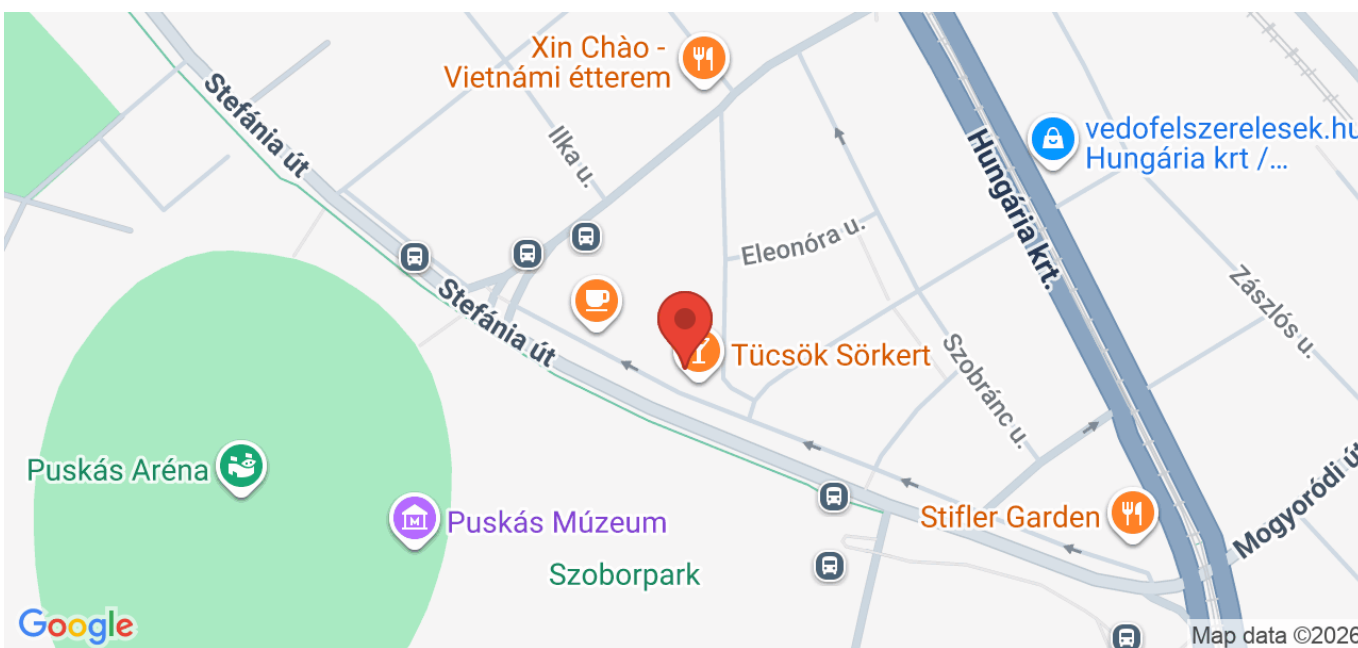 Xin Chào -
Vietnámi étterem
Stefánia út
Ilka u.
Hungária krt.
vedofelszerelesek.hu
Hungária krt /...
Eleonóra u.
Zászlós u.
Stefánia út
Tücsök Sörkert
Szobránc u.
Puskás Aréna
M
Puskás Múzeum
Stifler Garden
Mogyoródi út
Szoborpark
Google
Map data ©2026